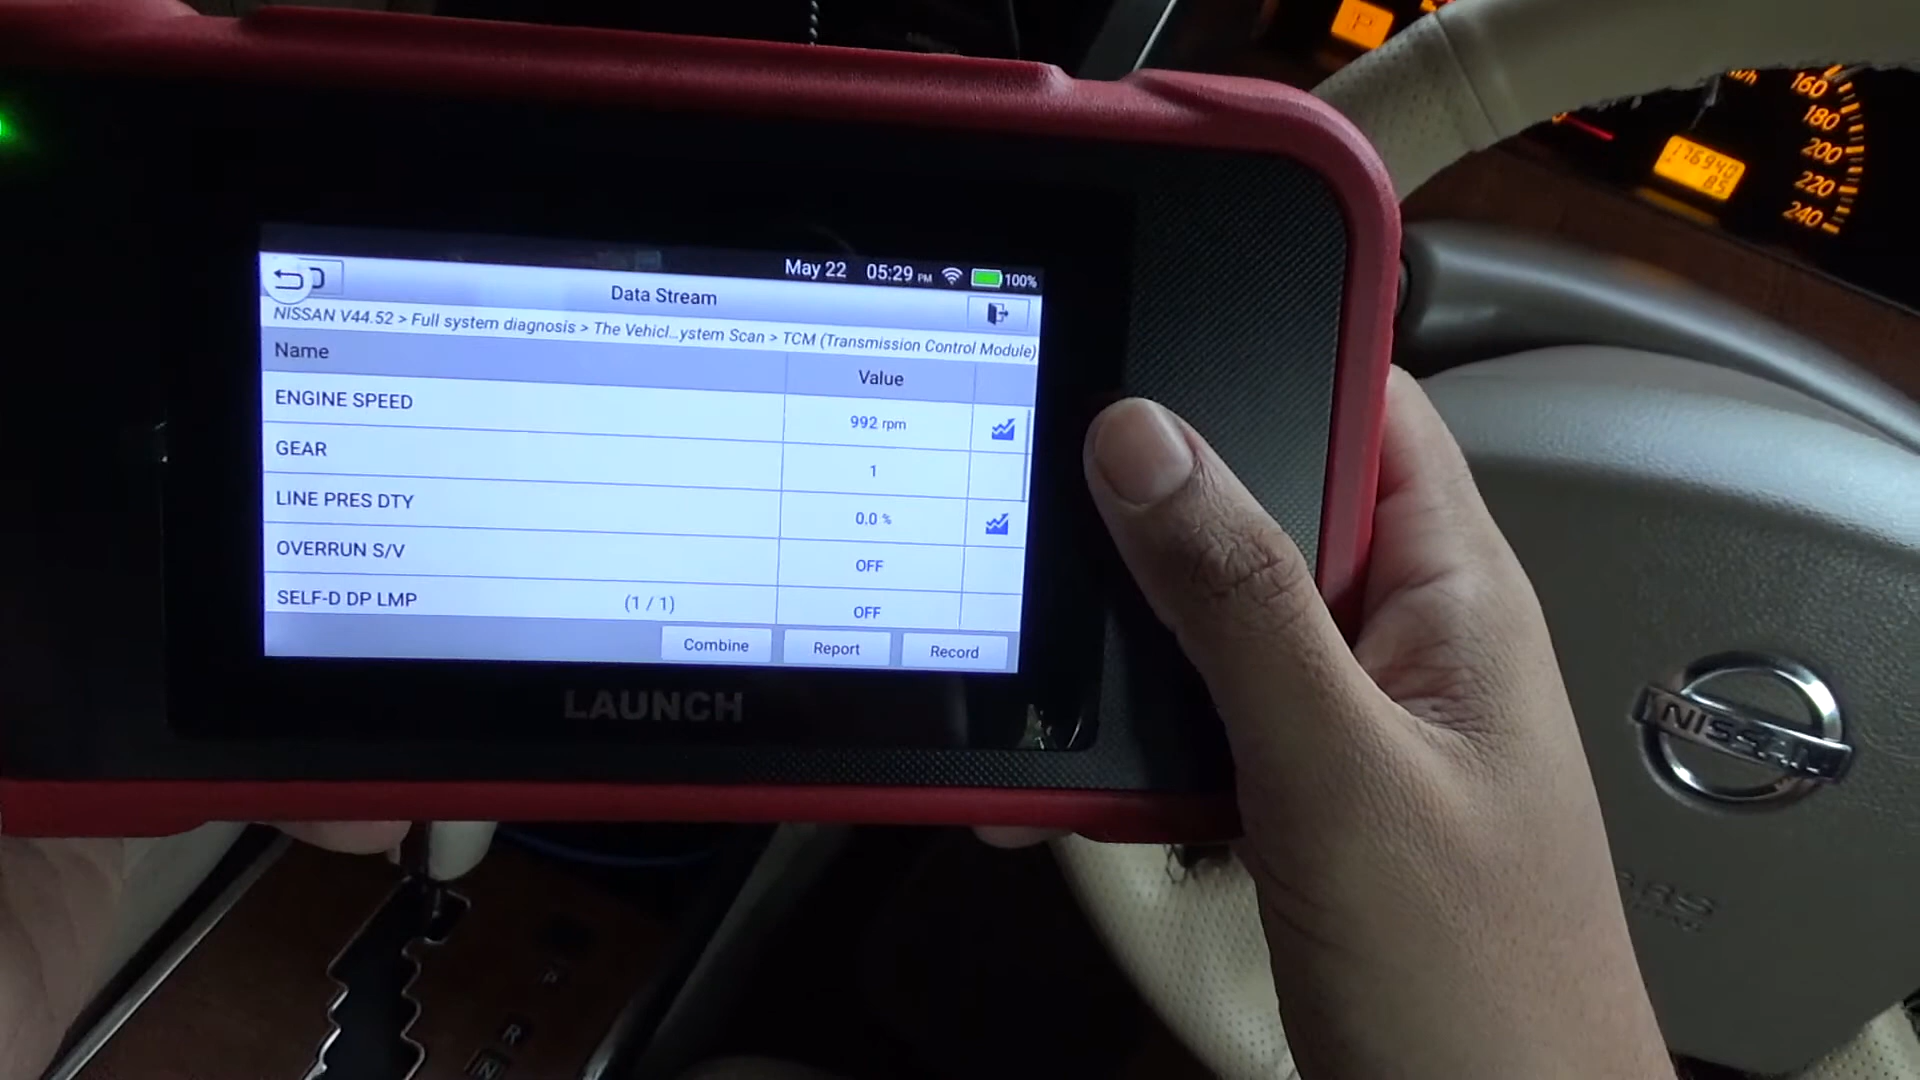 May 22 05:29 PM 100%
Data Stream
NISSAN V44.52 > Full system diagnosis > The Vehicl...ystem Scan > TCM (Transmission Control Module)
Name Value
ENGINE SPEED 992 rpm
GEAR 1
LINE PRES DTY 0.0 %
OVERRUN S/V OFF
SELF-D DP LMP (1 / 1) OFF
Combine Report Record
LAUNCH
P
160
180
200
220
240
176940
85
NISSAN
P
R
N